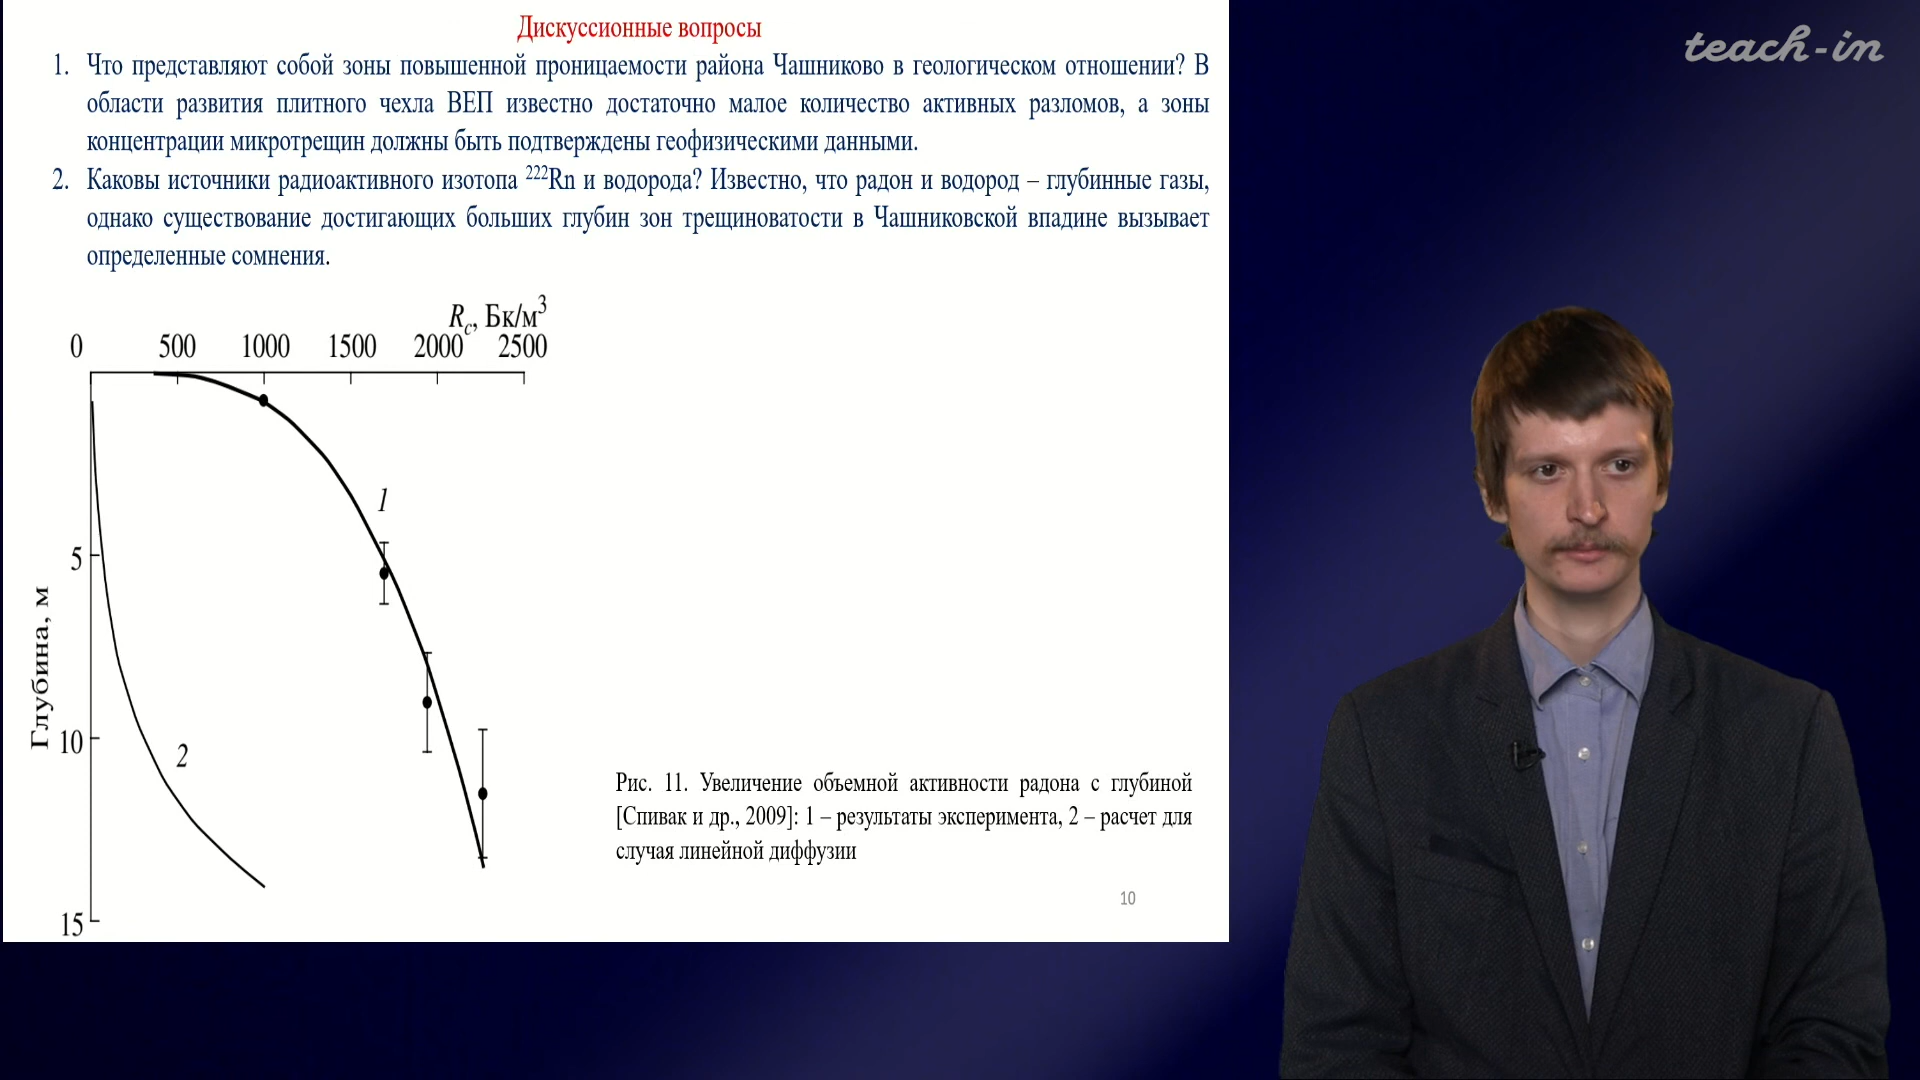 Дискуссионные вопросы
teach-in
1. Что представляют собой зоны повышенной проницаемости района Чашниково в геологическом отношении? В
области развития плитного чехла ВЕП известно достаточно малое количество активных разломов, а зоны
концентрации микротрещин должны быть подтверждены геофизическими данными.
2. Каковы источники радиоактивного изотопа ²²²Rn и водорода? Известно, что радон и водород – глубинные газы,
однако существование достигающих больших глубин зон трещиноватости в Чашниковской впадине вызывает
определенные сомнения.
Rc, Бк/м³
0 500 1000 1500 2000 2500
1
5
Глубина, м
10
2
15
Рис. 11. Увеличение объемной активности радона с глубиной
[Спивак и др., 2009]: 1 – результаты эксперимента, 2 – расчет для
случая линейной диффузии
10